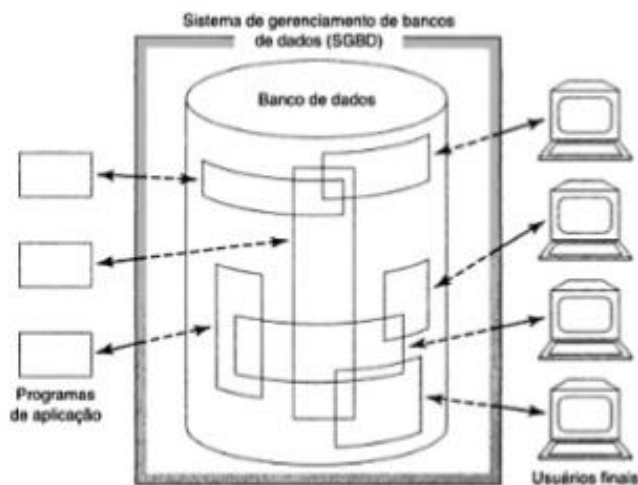 Sistema de gerenciamento de bancos
de dados (SGBD)
Banco de dados
Programas
de aplicação
Usuários finais